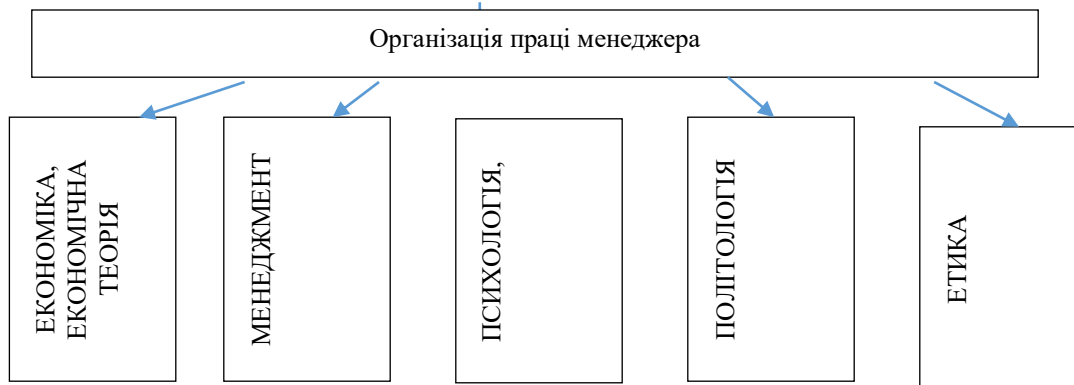 Організація праці менеджера
ЕКОНОМІКА,
ЕКОНОМІЧНА
ТЕОРІЯ
МЕНЕДЖМЕНТ
ПСИХОЛОГІЯ,
ПОЛІТОЛОГІЯ
ЕТИКА